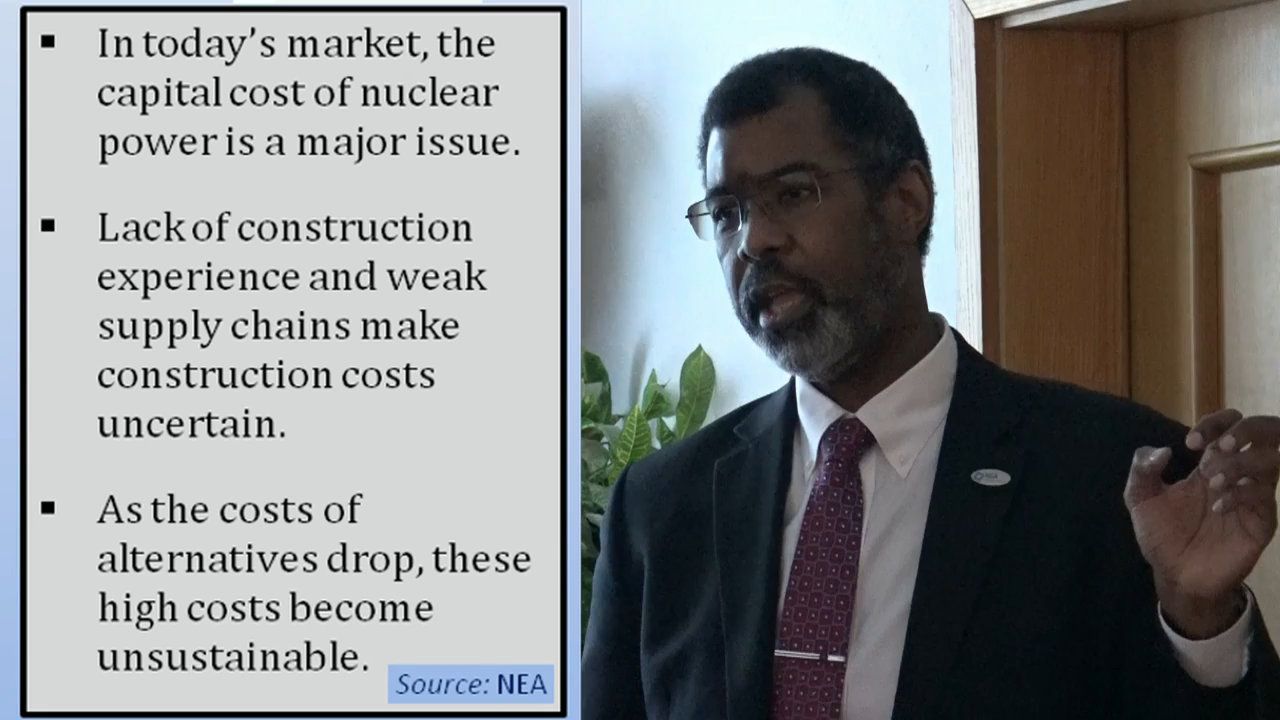 ▪ In today's market, the
capital cost of nuclear
power is a major issue.
▪ Lack of construction
experience and weak
supply chains make
construction costs
uncertain.
▪ As the costs of
alternatives drop, these
high costs become
unsustainable.
Source: NEA